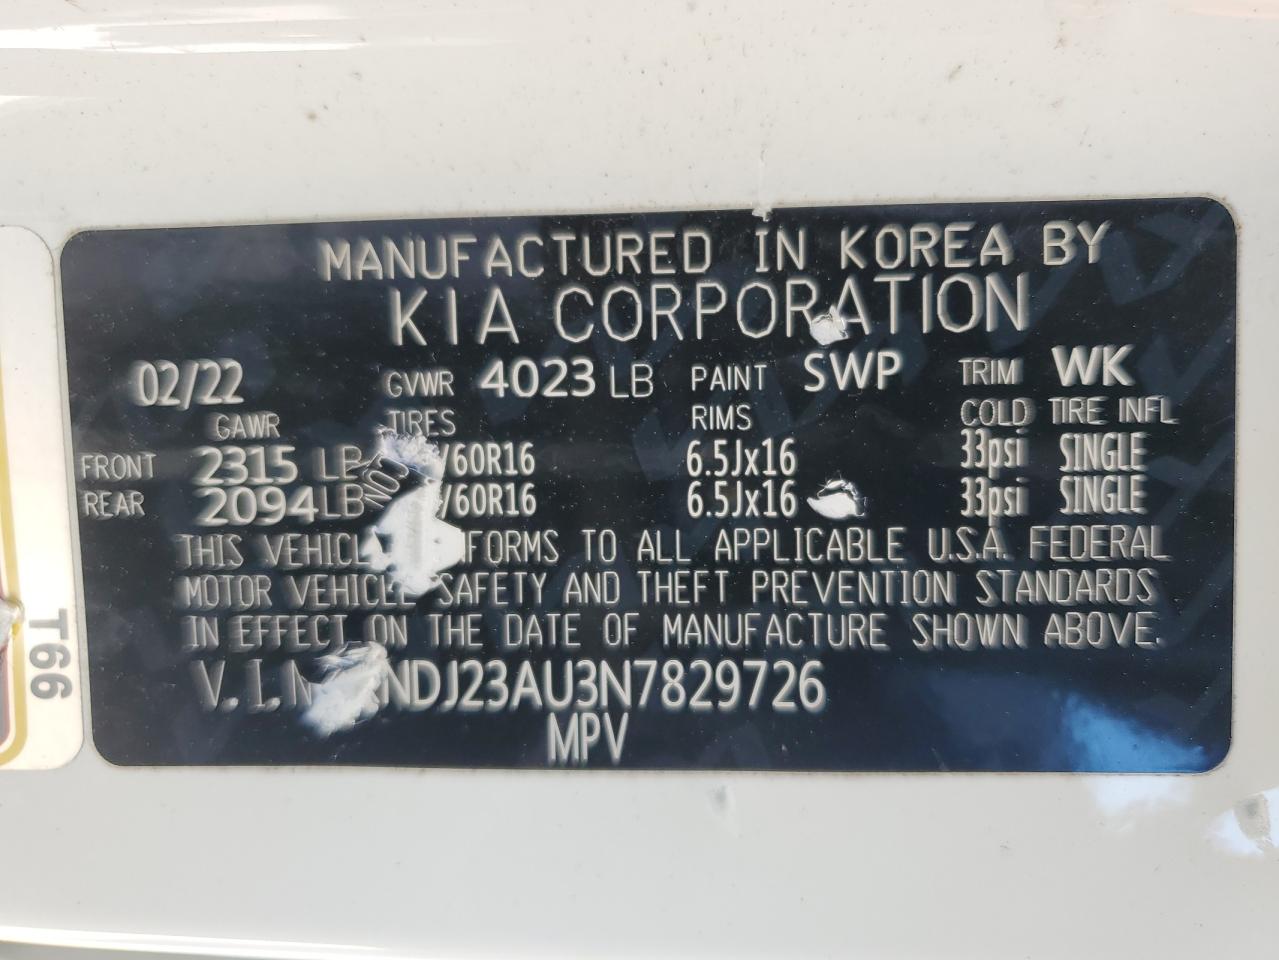 MANUFACTURED IN KOREA BY
KIA CORPORATION
02/22 GVWR 4023 LB PAINT SWP TRIM WK
GAWR TIRES RIMS COLD TIRE INFL
FRONT 2315 LB /60R16 6.5Jx16 33psi SINGLE
REAR 2094 LB /60R16 6.5Jx16 33psi SINGLE
THIS TO ALL APPLICABLE U.S.A. FEDERAL
MOTOR VEHICLE SAFETY AND THEFT PREVENTION STANDARDS
IN EFFECT ON THE DATE OF MANUFACTURE SHOWN ABOVE.
NDJ23AU3N7829726
MPV
T66